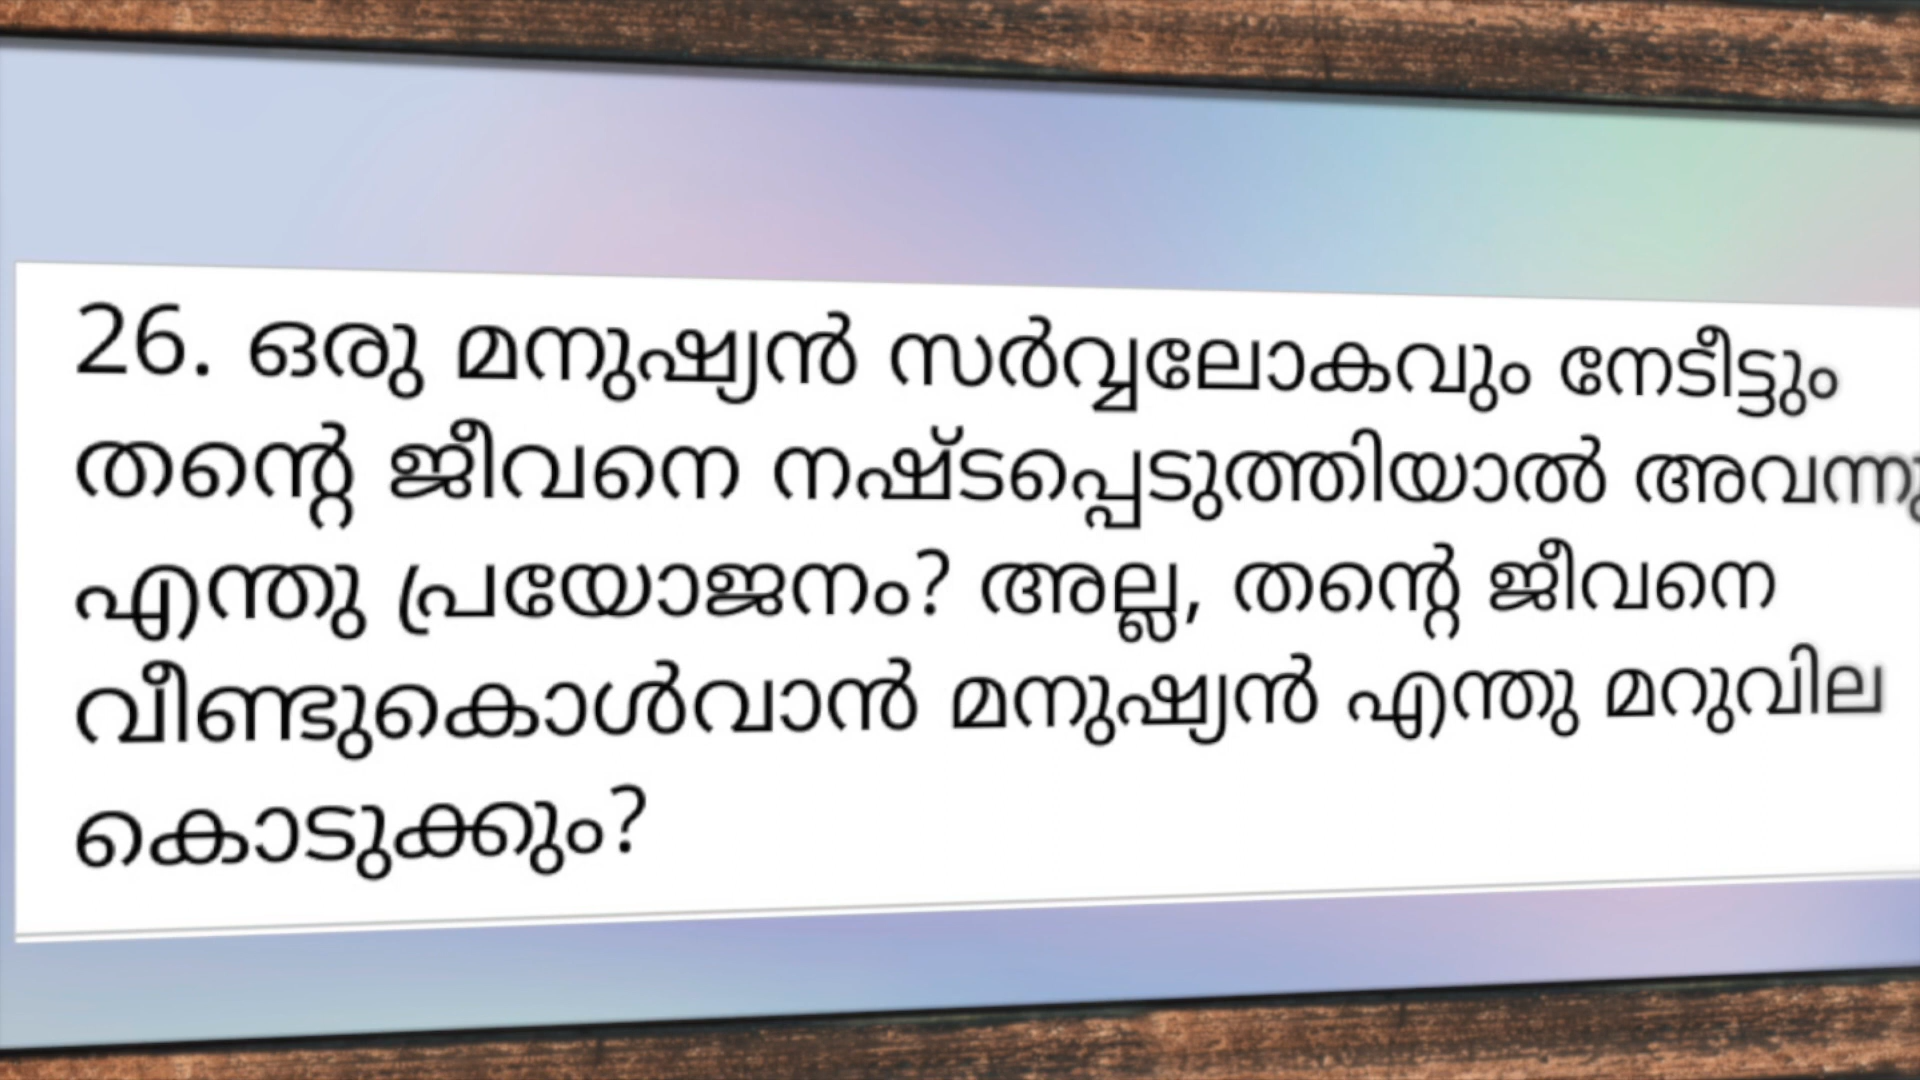 26. ഒരു മനുഷ്യൻ സർവ്വലോകവും നേടീട്ടും
തന്റെ ജീവനെ നഷ്ടപ്പെടുത്തിയാൽ അവന്നു
എന്തു പ്രയോജനം? അല്ല, തന്റെ ജീവനെ
വീണ്ടുകൊൾവാൻ മനുഷ്യൻ എന്തു മറുവില
കൊടുക്കും?